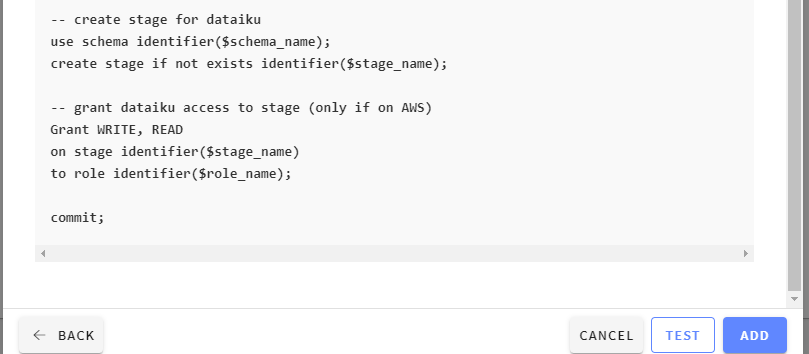 -- create stage for dataiku
use schema identifier($schema_name);
create stage if not exists identifier($stage_name);

-- grant dataiku access to stage (only if on AWS)
Grant WRITE, READ
on stage identifier($stage_name)
to role identifier($role_name);

commit;
BACK
CANCEL
TEST
ADD